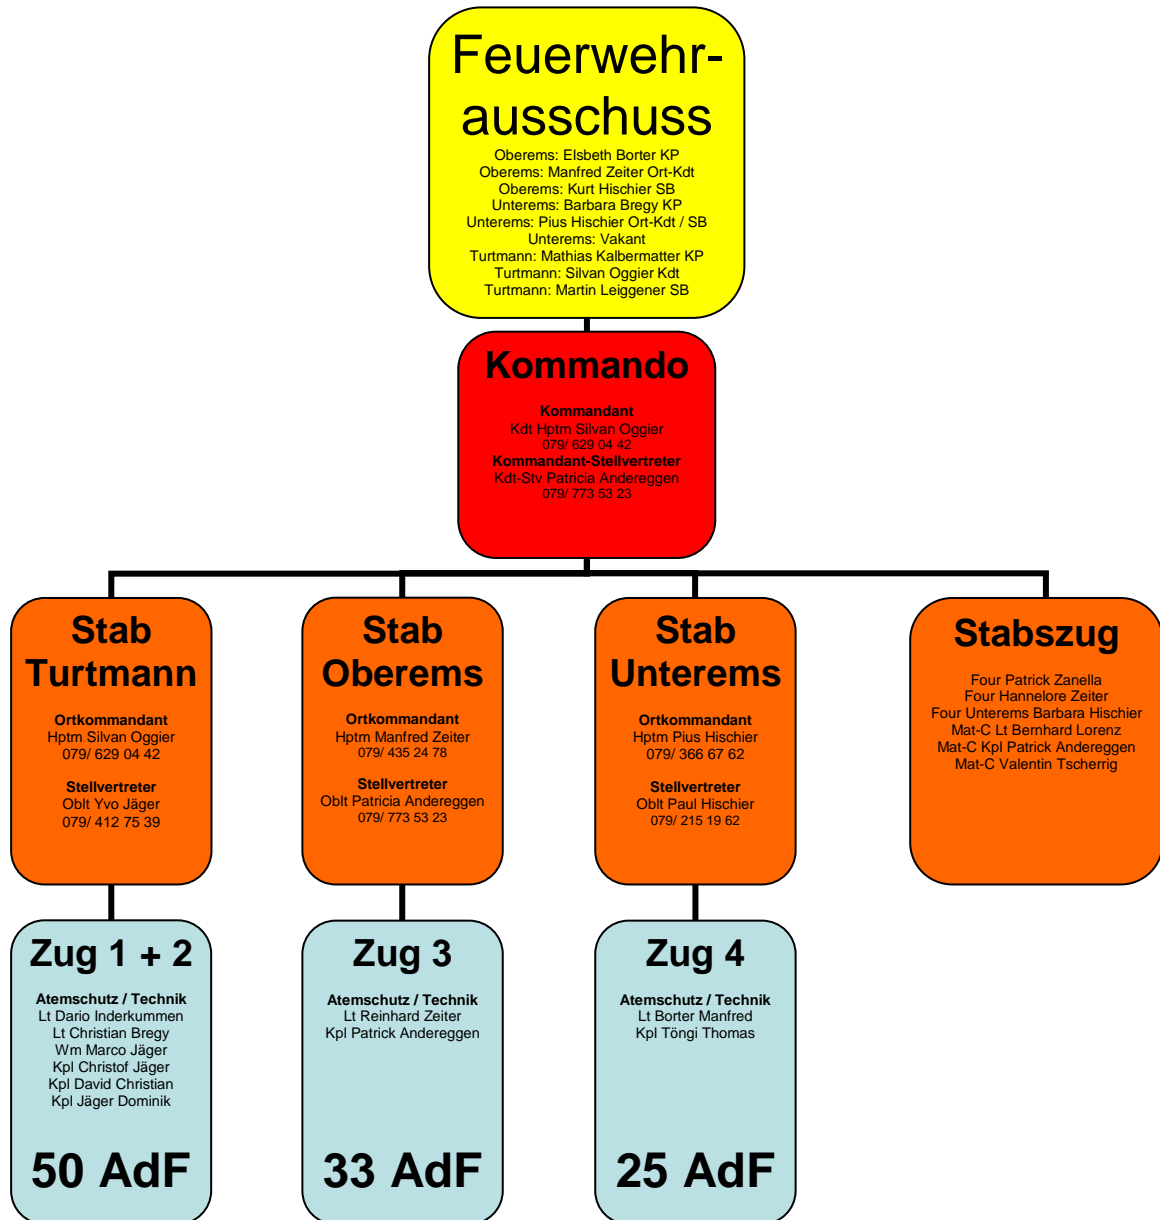 Feuerwehr-
ausschuss
Oberems: Elsbeth Borter KP
Oberems: Manfred Zeiter Ort-Kdt
Oberems: Kurt Hischier SB
Unterems: Barbara Bregy KP
Unterems: Pius Hischier Ort-Kdt / SB
Unterems: Vakant
Turtmann: Mathias Kalbermatter KP
Turtmann: Silvan Oggier Kdt
Turtmann: Martin Leiggener SB
Kommando
Kommandant
Kdt Hptm Silvan Oggier
079/ 629 04 42
Kommandant-Stellvertreter
Kdt-Stv Patricia Andereggen
079/ 773 53 23
Stab
Turtmann
Ortkommandant
Hptm Silvan Oggier
079/ 629 04 42
Stellvertreter
Oblt Yvo Jäger
079/ 412 75 39
Stab
Oberems
Ortkommandant
Hptm Manfred Zeiter
079/ 435 24 78
Stellvertreter
Oblt Patricia Andereggen
079/ 773 53 23
Stab
Unterems
Ortkommandant
Hptm Pius Hischier
079/ 366 67 62
Stellvertreter
Oblt Paul Hischier
079/ 215 19 62
Stabszug
Four Patrick Zanella
Four Hannelore Zeiter
Four Unterems Barbara Hischier
Mat-C Lt Bernhard Lorenz
Mat-C Kpl Patrick Andereggen
Mat-C Valentin Tscherrig
Zug 1 + 2
Atemschutz / Technik
Lt Dario Inderkummen
Lt Christian Bregy
Wm Marco Jäger
Kpl Christof Jäger
Kpl David Christian
Kpl Jäger Dominik
50 AdF
Zug 3
Atemschutz / Technik
Lt Reinhard Zeiter
Kpl Patrick Andereggen
33 AdF
Zug 4
Atemschutz / Technik
Lt Borter Manfred
Kpl Töngi Thomas
25 AdF